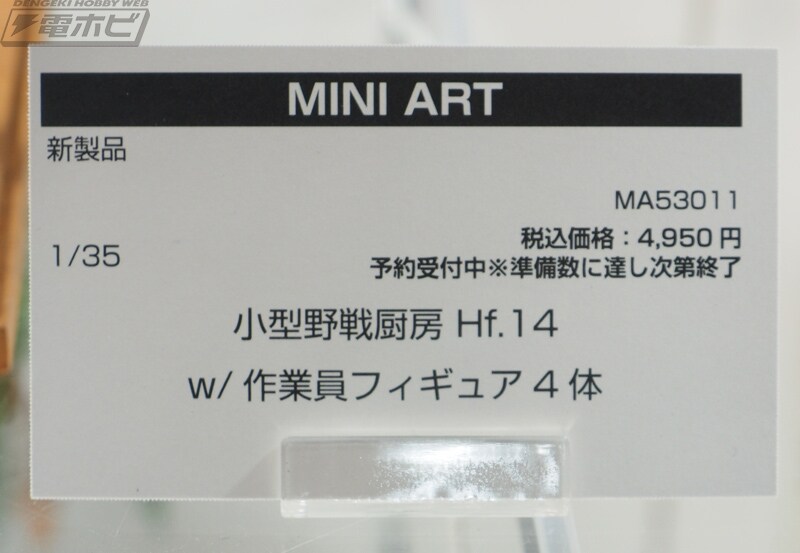 DENGEKI HOBBY WEB
電ホビ
MINI ART
新製品
MA53011
1/35
税込価格：4,950 円
予約受付中※準備数に達し次第終了
小型野戦厨房 Hf.14
w/ 作業員フィギュア 4 体